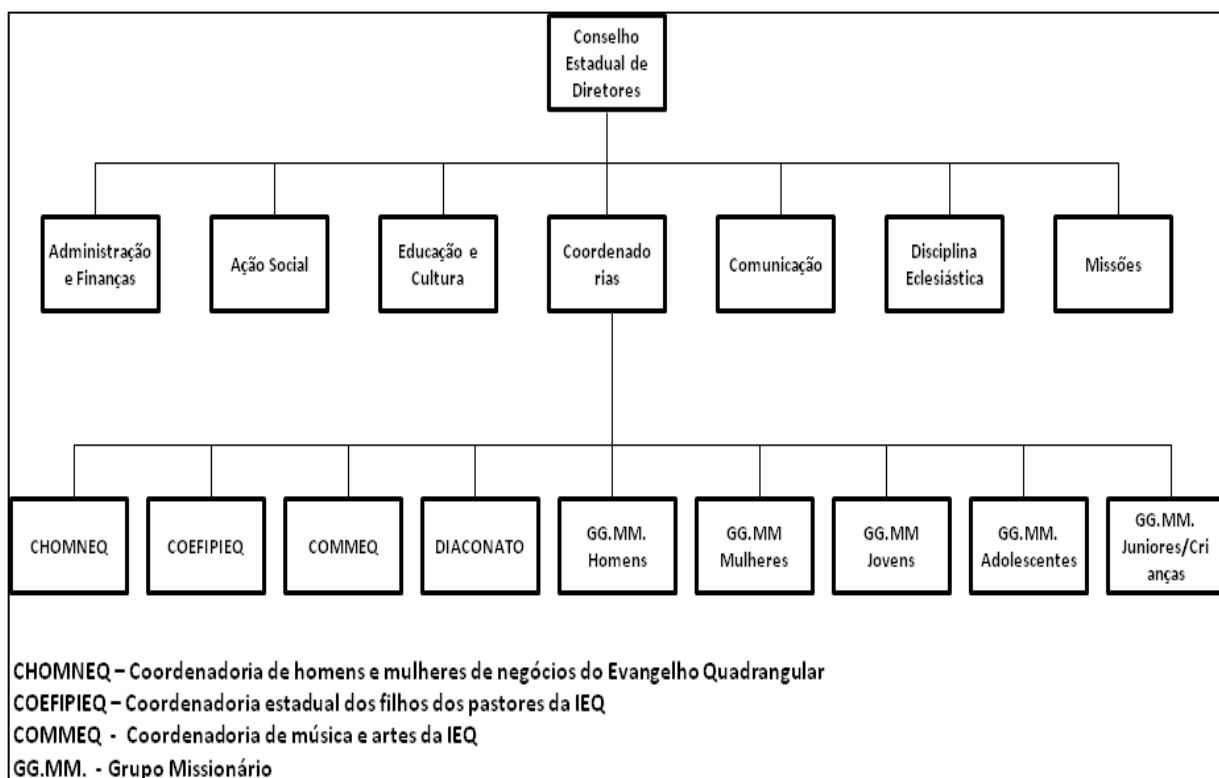 Conselho
Estadual de
Diretores
Administração
e Finanças
Ação Social
Educação e
Cultura
Coordenado
rias
Comunicação
Disciplina
Eclesiástica
Missões
CHOMNEQ
COEFIPIEQ
COMMEQ
DIACONATO
GG.MM.
Homens
GG.MM
Mulheres
GG.MM
Jovens
GG.MM.
Adolescentes
GG.MM.
Juniores/Cri
anças
CHOMNEQ – Coordenadoria de homens e mulheres de negócios do Evangelho Quadrangular
COEFIPIEQ – Coordenadoria estadual dos filhos dos pastores da IEQ
COMMEQ - Coordenadoria de música e artes da IEQ
GG.MM. - Grupo Missionário